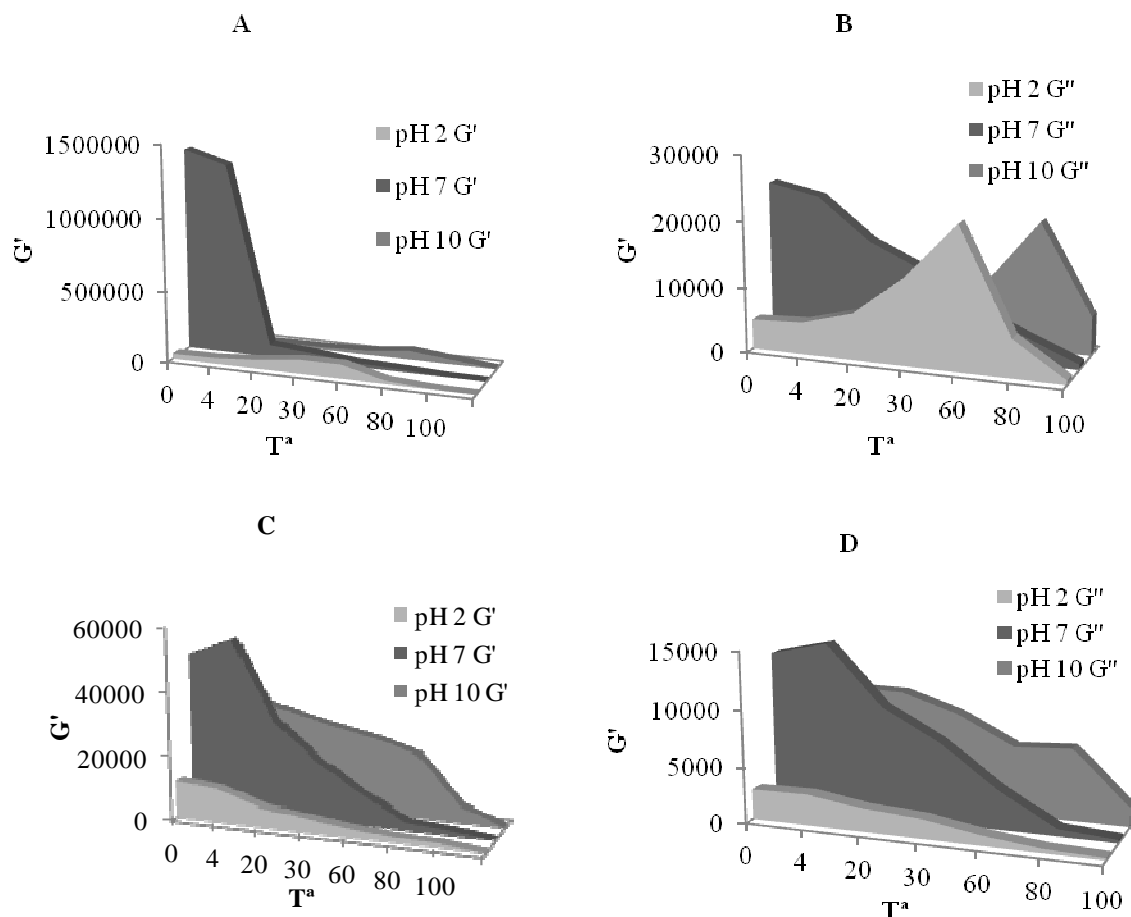 A
pH 2 G'
pH 7 G'
pH 10 G'
G'
1500000
1000000
500000
0
0 4 20 30 60 80 100
Tª
B
pH 2 G"
pH 7 G"
pH 10 G"
G'
30000
20000
10000
0
0 4 20 30 60 80 100
Tª
C
pH 2 G'
pH 7 G'
pH 10 G'
G'
60000
40000
20000
0
0 4 20 30 60 80 100
Tª
D
pH 2 G"
pH 7 G"
pH 10 G"
G'
15000
10000
5000
0
0 4 20 30 60 80 100
Tª